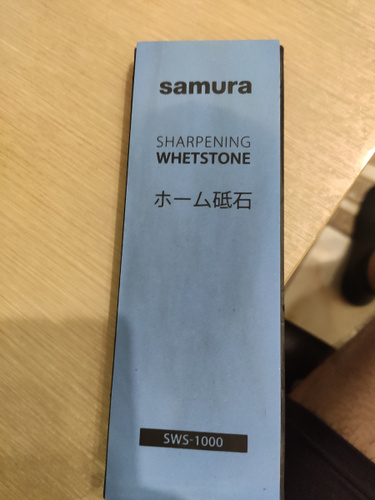 samura
SHARPENING
WHETSTONE
ホーム砥石
SWS-1000